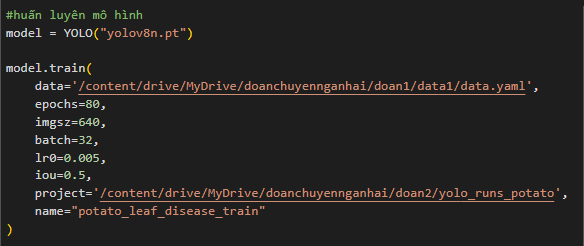 #huấn luyên mô hình
model = YOLO("yolov8n.pt")
model.train(
data='/content/drive/MyDrive/doanchuyennganhai/doan1/data1/data.yaml',
epochs=80,
imgsz=640,
batch=32,
lr0=0.005,
iou=0.5,
project='/content/drive/MyDrive/doanchuyennganhai/doan2/yolo_runs_potato',
name="potato_leaf_disease_train"
)